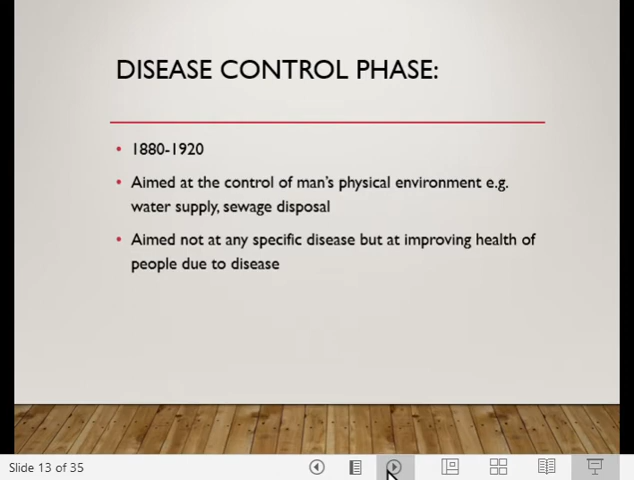 DISEASE CONTROL PHASE:
• 1880-1920
• Aimed at the control of man's physical environment e.g.
water supply, sewage disposal
• Aimed not at any specific disease but at improving health of
people due to disease
Slide 13 of 35